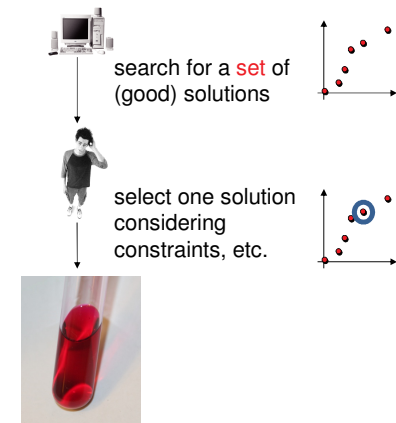 search for a set of
(good) solutions
select one solution
considering
constraints, etc.